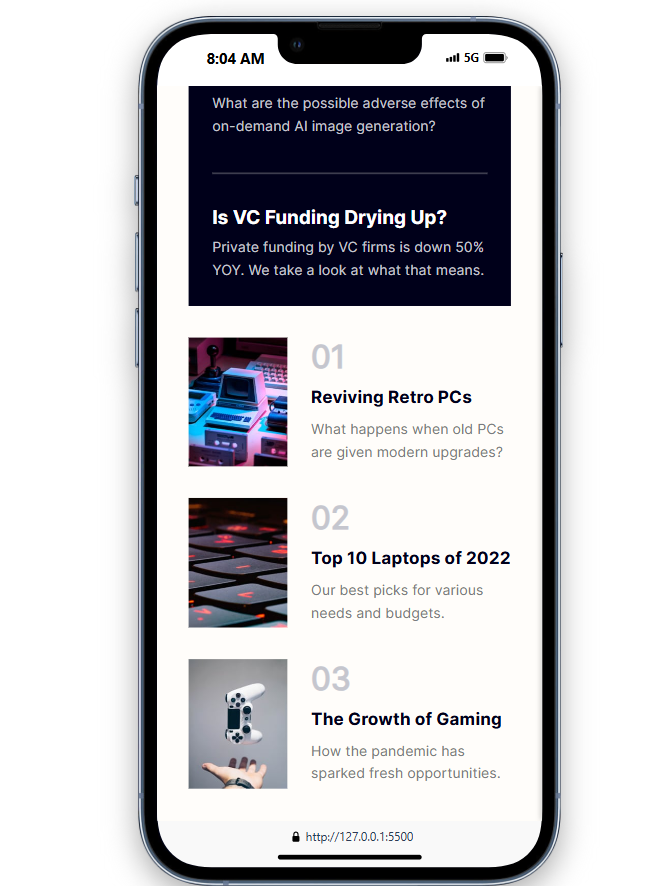 8:04 AM
5G
What are the possible adverse effects of
on-demand AI image generation?
Is VC Funding Drying Up?
Private funding by VC firms is down 50%
YOY. We take a look at what that means.
01
Reviving Retro PCs
What happens when old PCs
are given modern upgrades?
02
Top 10 Laptops of 2022
Our best picks for various
needs and budgets.
03
The Growth of Gaming
How the pandemic has
sparked fresh opportunities.
http://127.0.0.1:5500